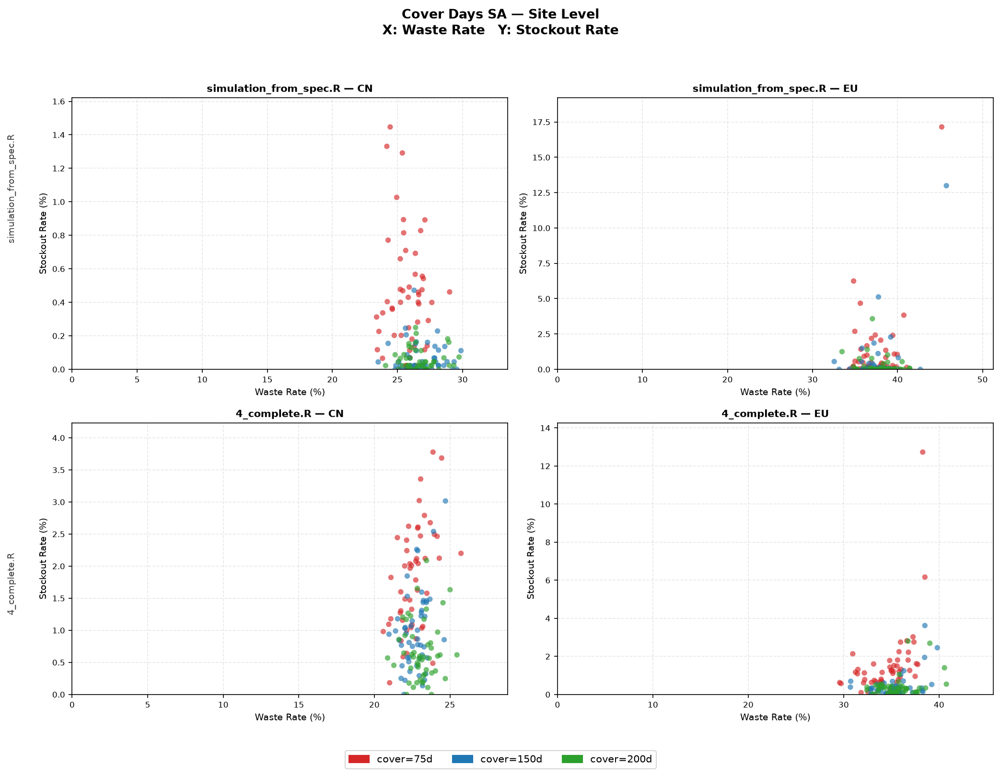 Cover Days SA — Site Level
X: Waste Rate   Y: Stockout Rate
simulation_from_spec.R
simulation_from_spec.R — CN
Stockout Rate (%)
1.6
1.4
1.2
1.0
0.8
0.6
0.4
0.2
0.0
0 5 10 15 20 25 30
Waste Rate (%)
simulation_from_spec.R — EU
Stockout Rate (%)
17.5
15.0
12.5
10.0
7.5
5.0
2.5
0.0
0 10 20 30 40 50
Waste Rate (%)
4_complete.R
4_complete.R — CN
Stockout Rate (%)
4.0
3.5
3.0
2.5
2.0
1.5
1.0
0.5
0.0
0 5 10 15 20 25
Waste Rate (%)
4_complete.R — EU
Stockout Rate (%)
14
12
10
8
6
4
2
0
0 10 20 30 40
Waste Rate (%)
cover=75d cover=150d cover=200d